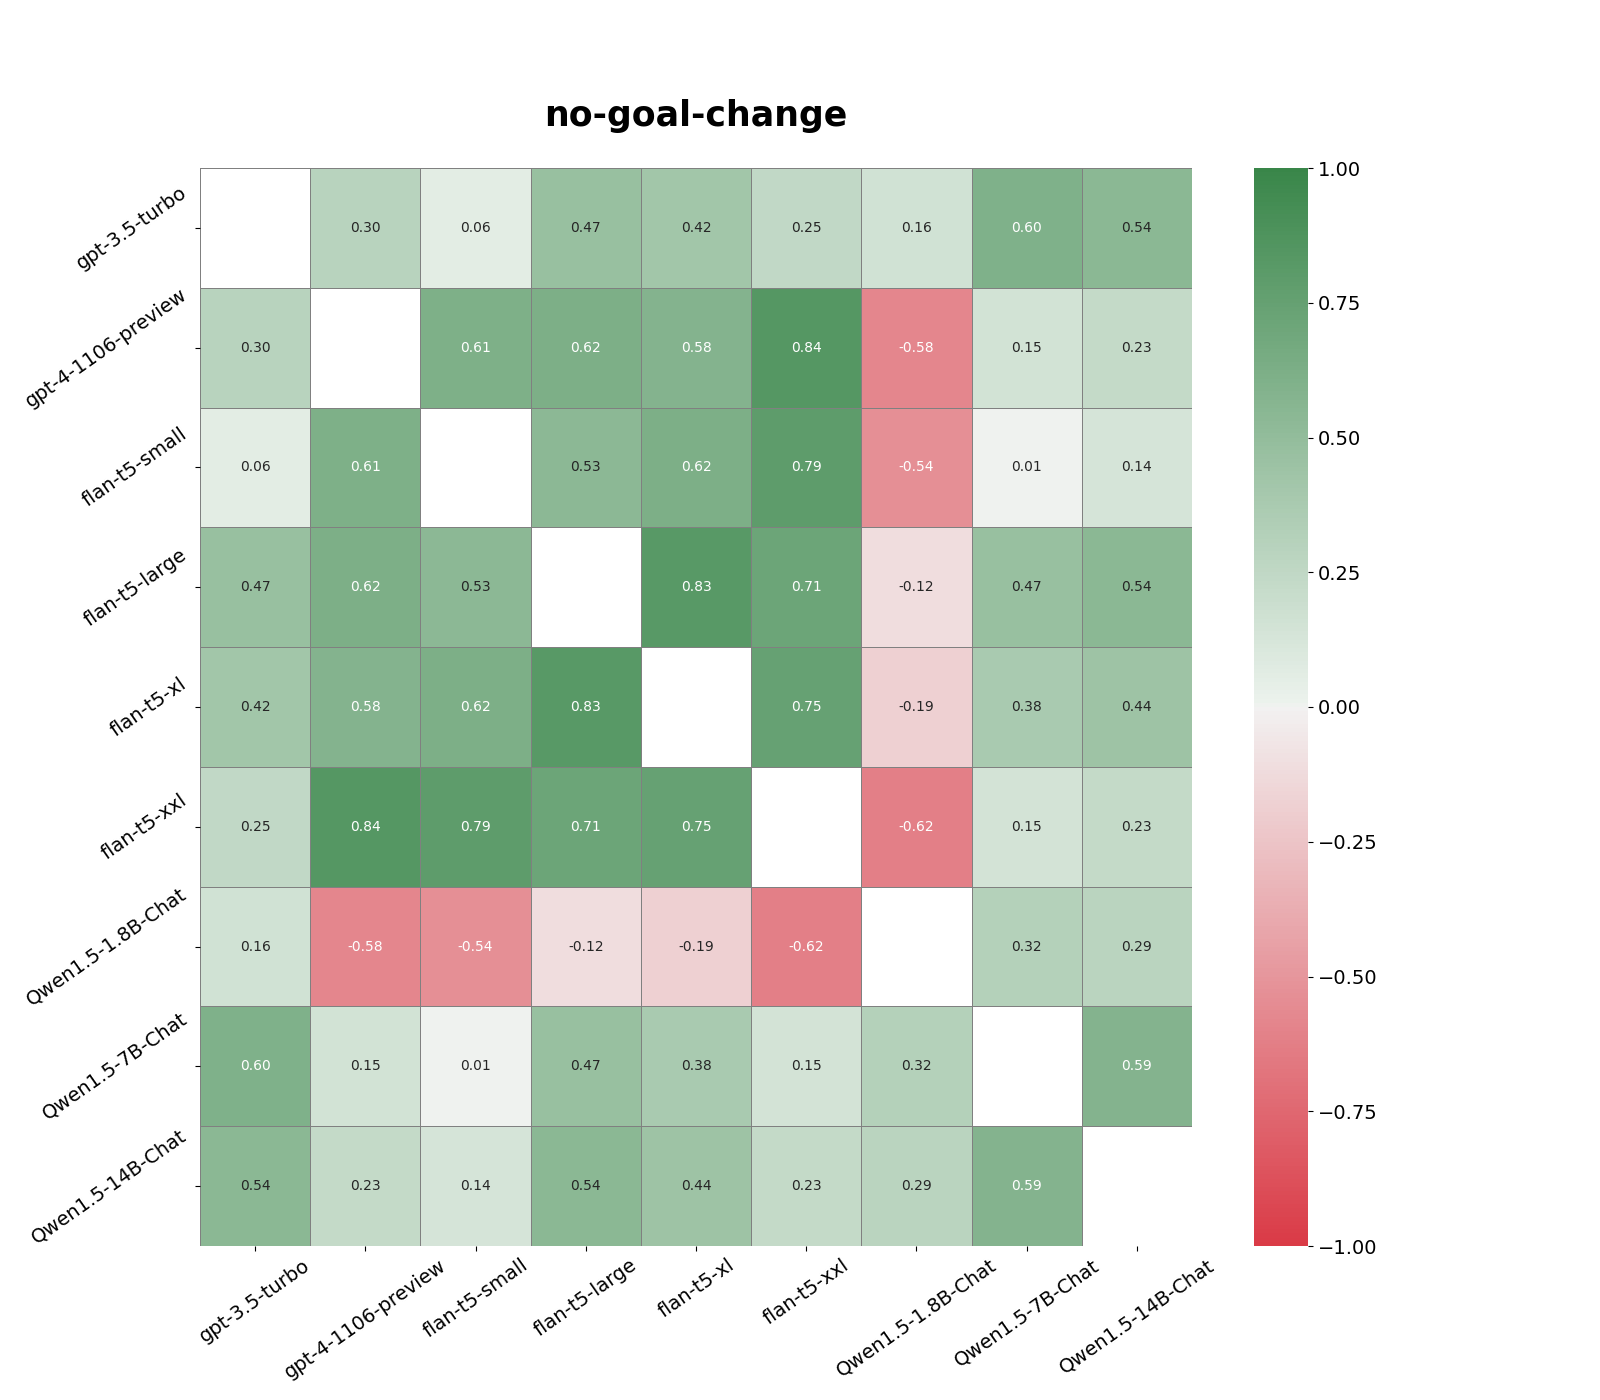 no-goal-change
gpt-3.5-turbo 0.30 0.06 0.47 0.42 0.25 0.16 0.60 0.54
gpt-4-1106-preview 0.30 0.61 0.62 0.58 0.84 -0.58 0.15 0.23
flan-t5-small 0.06 0.61 0.53 0.62 0.79 -0.54 0.01 0.14
flan-t5-large 0.47 0.62 0.53 0.83 0.71 -0.12 0.47 0.54
flan-t5-xl 0.42 0.58 0.62 0.83 0.75 -0.19 0.38 0.44
flan-t5-xxl 0.25 0.84 0.79 0.71 0.75 -0.62 0.15 0.23
Qwen1.5-1.8B-Chat 0.16 -0.58 -0.54 -0.12 -0.19 -0.62 0.32 0.29
Qwen1.5-7B-Chat 0.60 0.15 0.01 0.47 0.38 0.15 0.32 0.59
Qwen1.5-14B-Chat 0.54 0.23 0.14 0.54 0.44 0.23 0.29 0.59
gpt-3.5-turbo gpt-4-1106-preview flan-t5-small flan-t5-large flan-t5-xl flan-t5-xxl Qwen1.5-1.8B-Chat Qwen1.5-7B-Chat Qwen1.5-14B-Chat
1.00
0.75
0.50
0.25
0.00
−0.25
−0.50
−0.75
−1.00